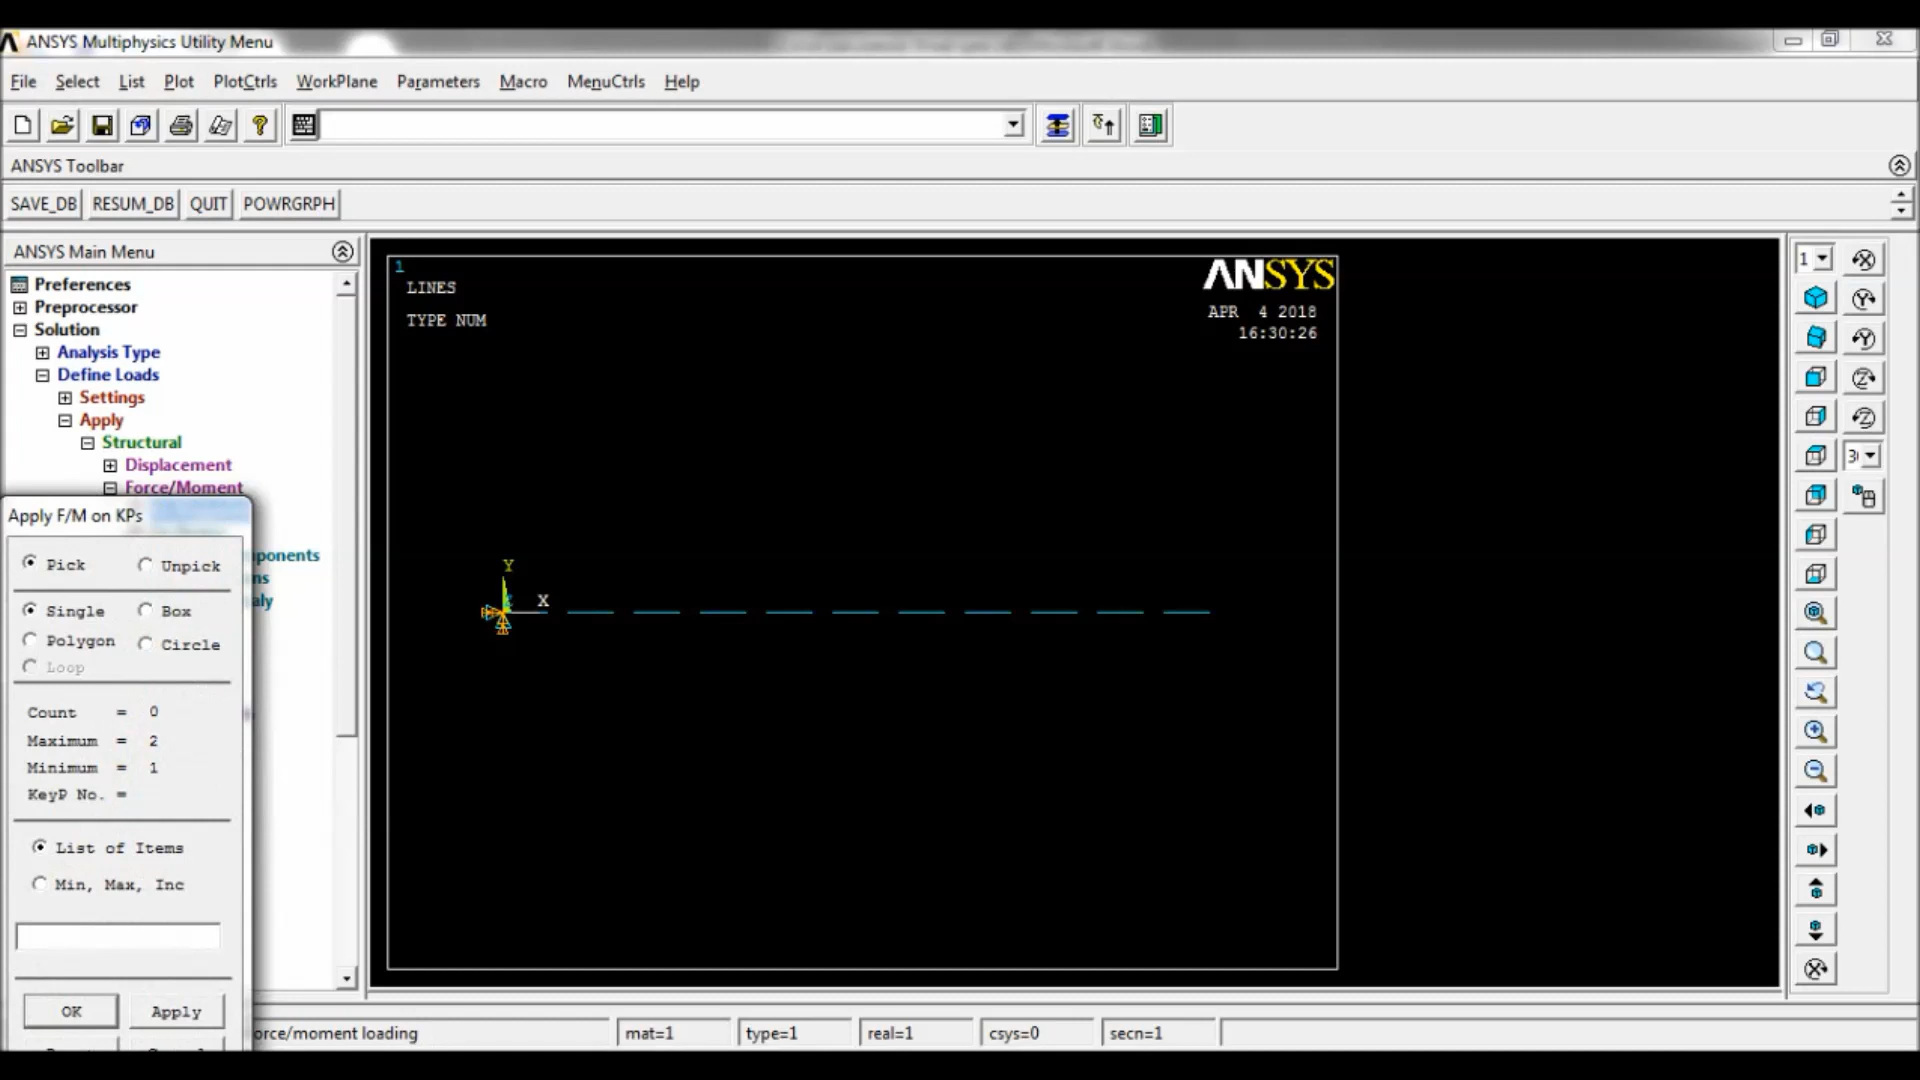 ANSYS Multiphysics Utility Menu
File Select List Plot PlotCtrls WorkPlane Parameters Macro MenuCtrls Help
ANSYS Toolbar
SAVE_DB RESUM_DB QUIT POWRGRPH
ANSYS Main Menu
Preferences
Preprocessor
Solution
Analysis Type
Define Loads
Settings
Apply
Structural
Displacement
Force/Moment
ponents
ns
aly
Apply F/M on KPs
Pick Unpick
Single Box
Polygon Circle
Loop
Count = 0
Maximum = 2
Minimum = 1
KeyP No. =
List of Items
Min, Max, Inc
OK Apply
1
LINES
TYPE NUM
ANSYS
APR 4 2018
16:30:26
Y
X
1
3
orce/moment loading
mat=1
type=1
real=1
csys=0
secn=1